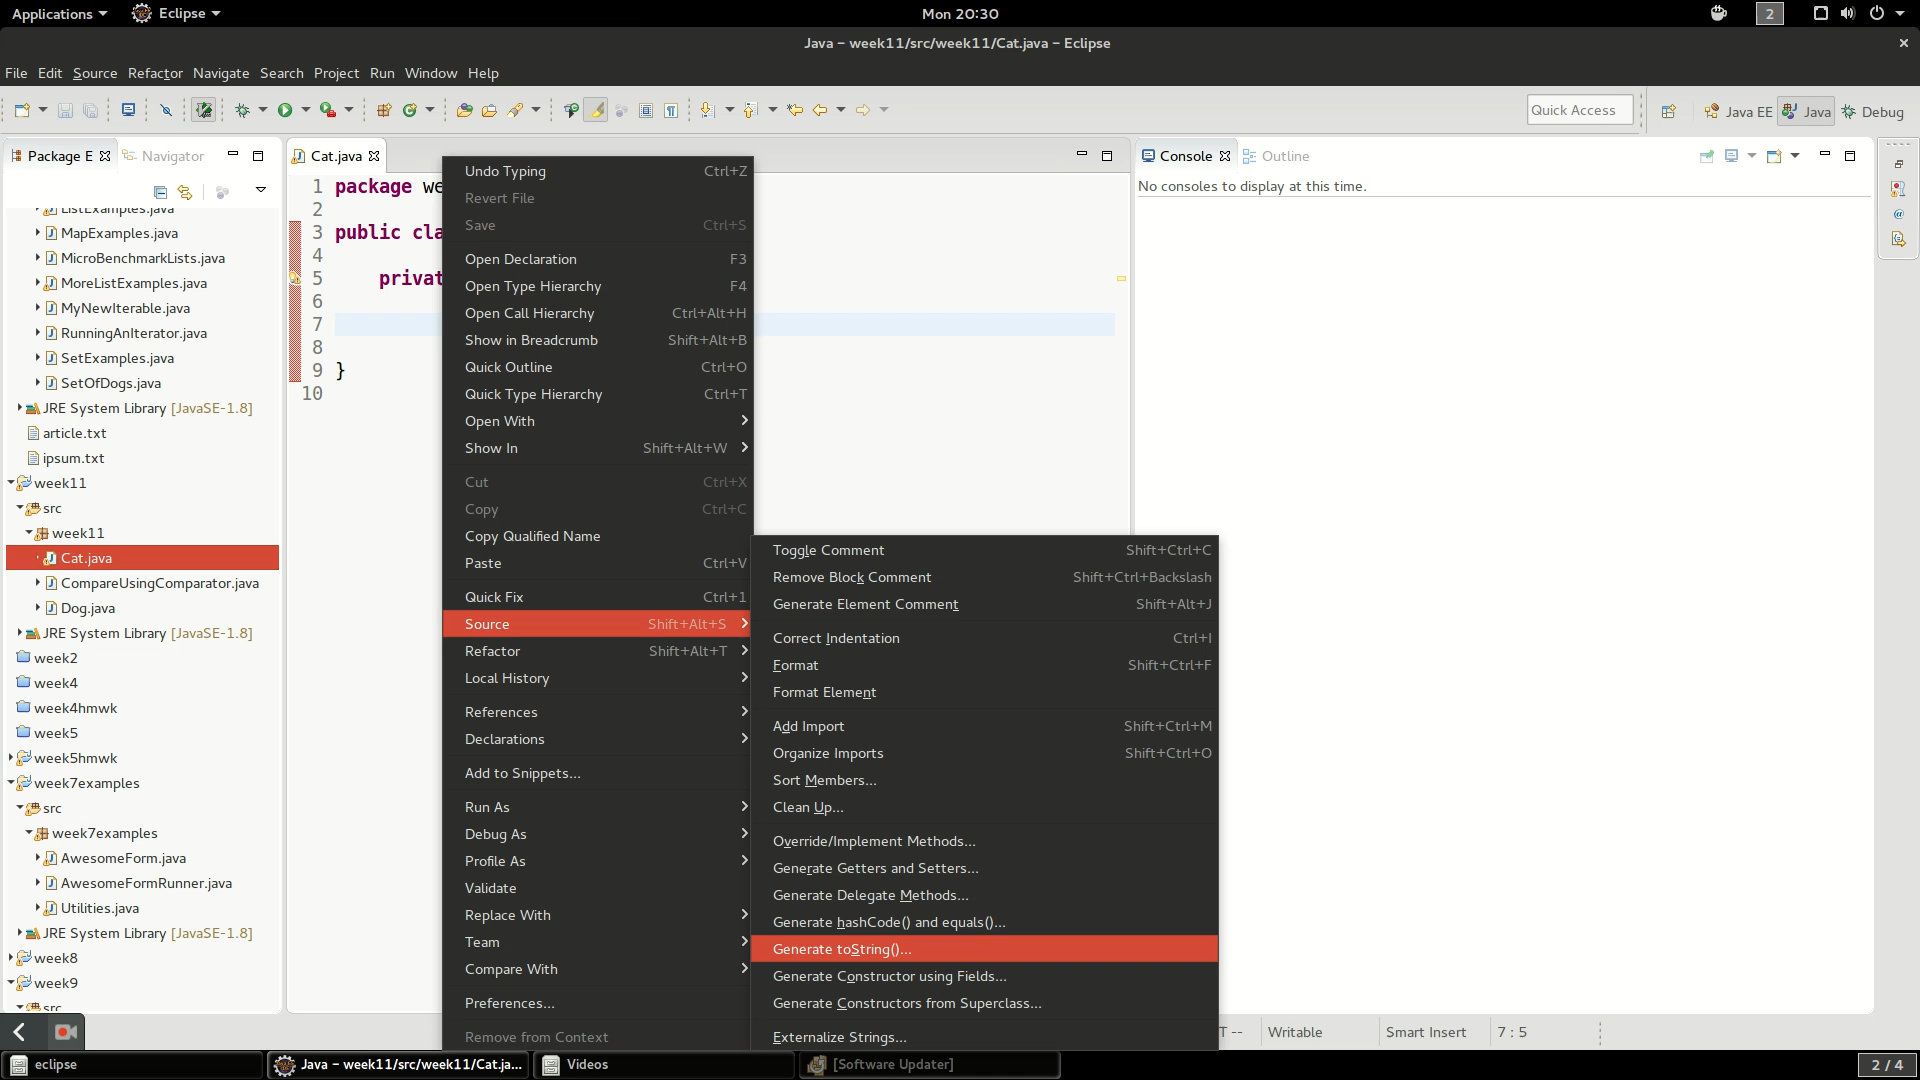 Applications Eclipse Mon 20:30 2
Java – week11/src/week11/Cat.java – Eclipse
File Edit Source Refactor Navigate Search Project Run Window Help
Quick Access Java EE Java Debug
Package E Navigator
ListExamples.java
MapExamples.java
MicroBenchmarkLists.java
MoreListExamples.java
MyNewIterable.java
RunningAnIterator.java
SetExamples.java
SetOfDogs.java
JRE System Library [JavaSE-1.8]
article.txt
ipsum.txt
week11
src
week11
Cat.java
CompareUsingComparator.java
Dog.java
JRE System Library [JavaSE-1.8]
week2
week4
week4hmwk
week5
week5hmwk
week7examples
src
week7examples
AwesomeForm.java
AwesomeFormRunner.java
Utilities.java
JRE System Library [JavaSE-1.8]
week8
week9
src
Cat.java
1 package we
2
3 public cla
4
5 privat
6
7
8
9 }
10
Undo Typing Ctrl+Z
Revert File
Save Ctrl+S
Open Declaration F3
Open Type Hierarchy F4
Open Call Hierarchy Ctrl+Alt+H
Show in Breadcrumb Shift+Alt+B
Quick Outline Ctrl+O
Quick Type Hierarchy Ctrl+T
Open With
Show In Shift+Alt+W
Cut Ctrl+X
Copy Ctrl+C
Copy Qualified Name
Paste Ctrl+V
Quick Fix Ctrl+1
Source Shift+Alt+S
Refactor Shift+Alt+T
Local History
References
Declarations
Add to Snippets...
Run As
Debug As
Profile As
Validate
Replace With
Team
Compare With
Preferences...
Remove from Context
Toggle Comment Shift+Ctrl+C
Remove Block Comment Shift+Ctrl+Backslash
Generate Element Comment Shift+Alt+J
Correct Indentation Ctrl+I
Format Shift+Ctrl+F
Format Element
Add Import Shift+Ctrl+M
Organize Imports Shift+Ctrl+O
Sort Members...
Clean Up...
Override/Implement Methods...
Generate Getters and Setters...
Generate Delegate Methods...
Generate hashCode() and equals()...
Generate toString()...
Generate Constructor using Fields...
Generate Constructors from Superclass...
Externalize Strings...
Console Outline
No consoles to display at this time.
T -- Writable Smart Insert 7 : 5
eclipse Java – week11/src/week11/Cat.ja... Videos [Software Updater] 2 / 4